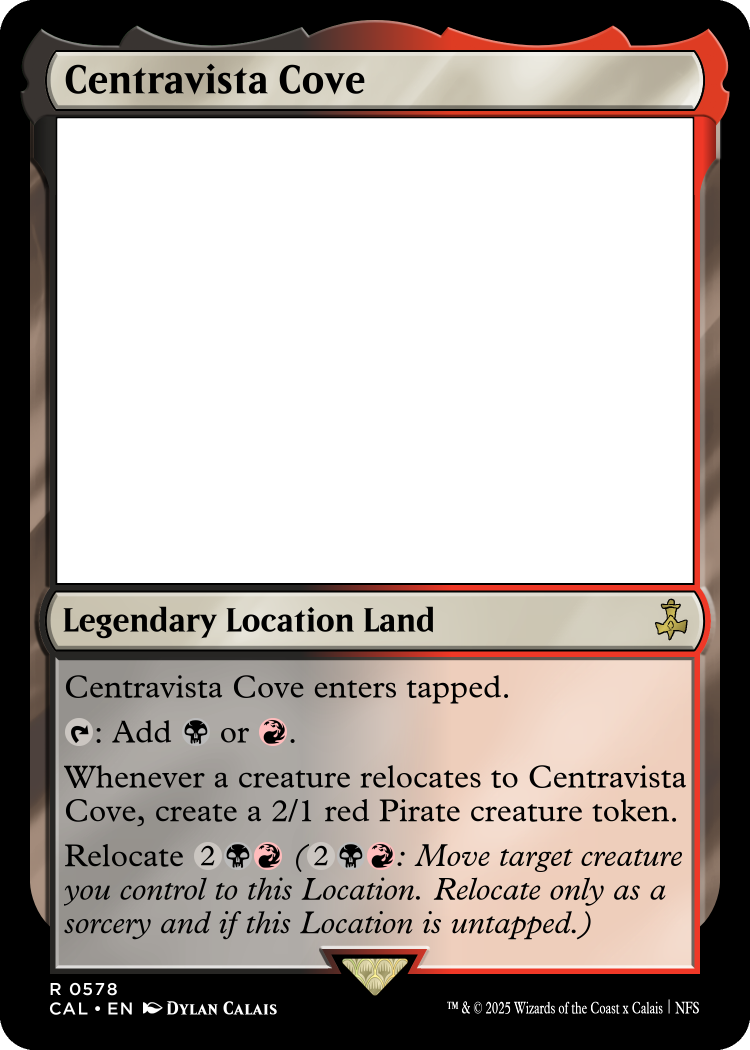 Centravista Cove
Legendary Location Land
Centravista Cove enters tapped.
: Add or .
Whenever a creature relocates to Centravista
Cove, create a 2/1 red Pirate creature token.
Relocate 2 (2 : Move target creature
you control to this Location. Relocate only as a
sorcery and if this Location is untapped.)
R 0578
CAL • EN Dylan Calais
™ & © 2025 Wizards of the Coast x Calais | NFS